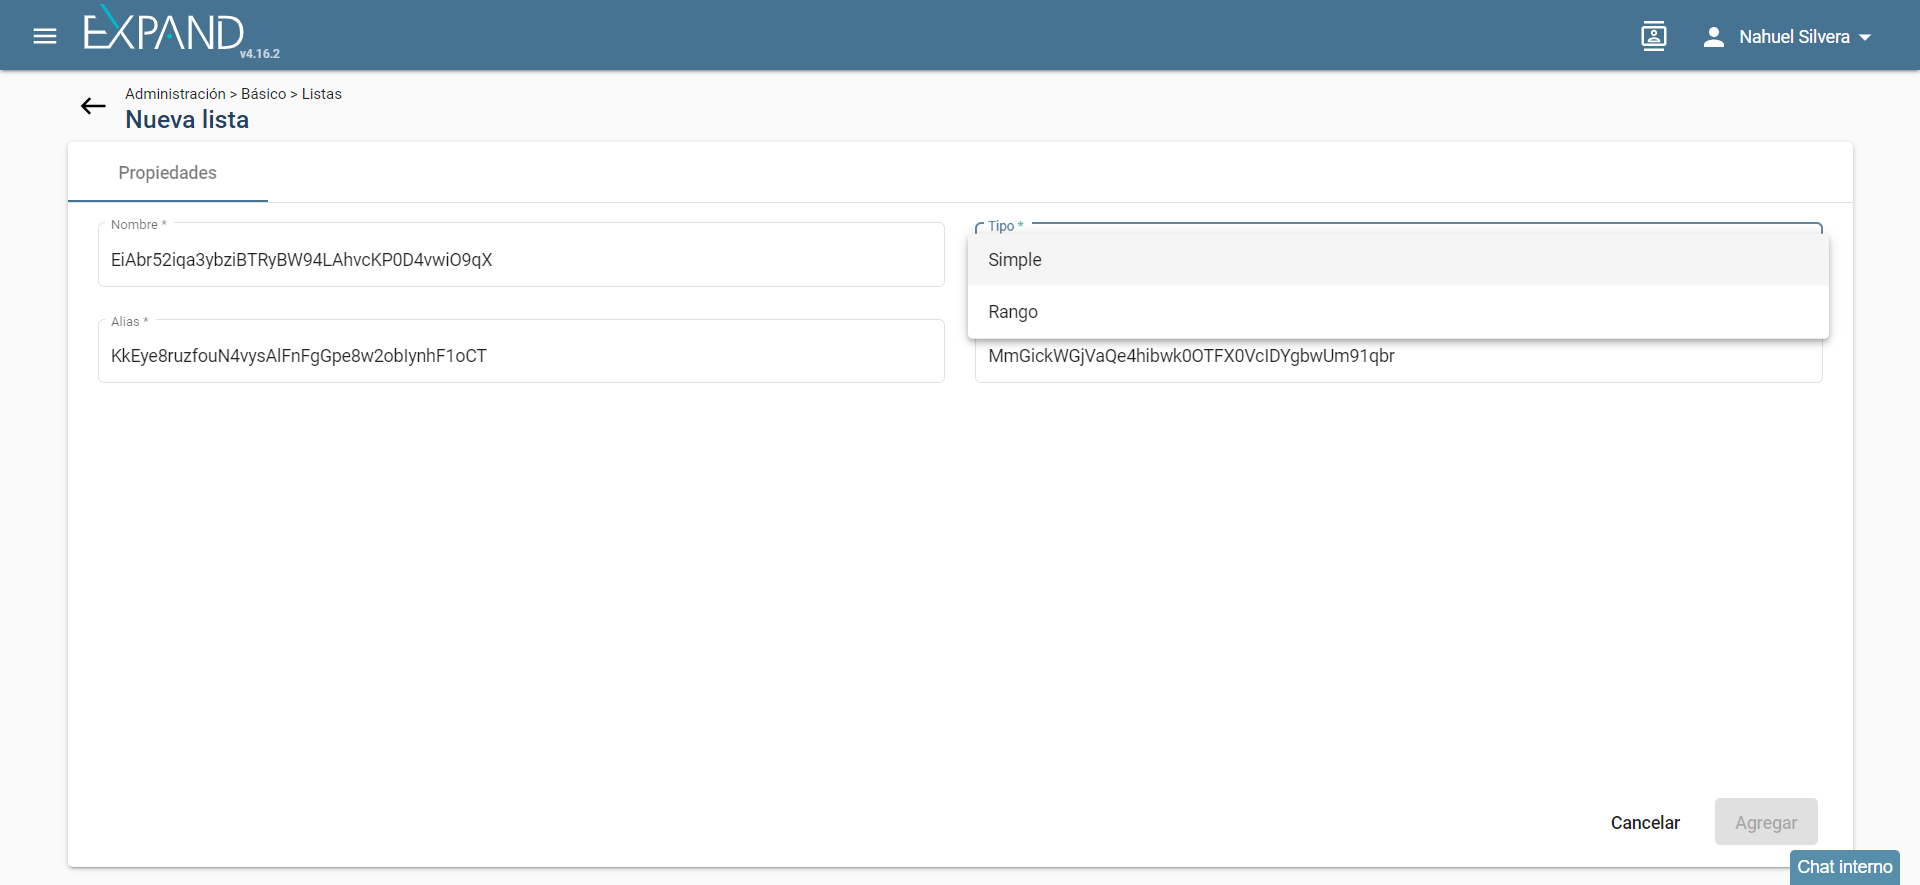 EXPAND
v4.16.2
Nahuel Silvera
Administración > Básico > Listas
Nueva lista
Propiedades
Nombre *
EiAbr52iqa3ybziBTRyBW94LAhvcKP0D4vwiO9qX
Tipo *
Simple
Rango
Alias *
KkEye8ruzfouN4vysAlFnFgGpe8w2obIynhF1oCT
MmGickWGjVaQe4hibwk0OTFX0VcIDYgbwUm91qbr
Cancelar
Agregar
Chat interno